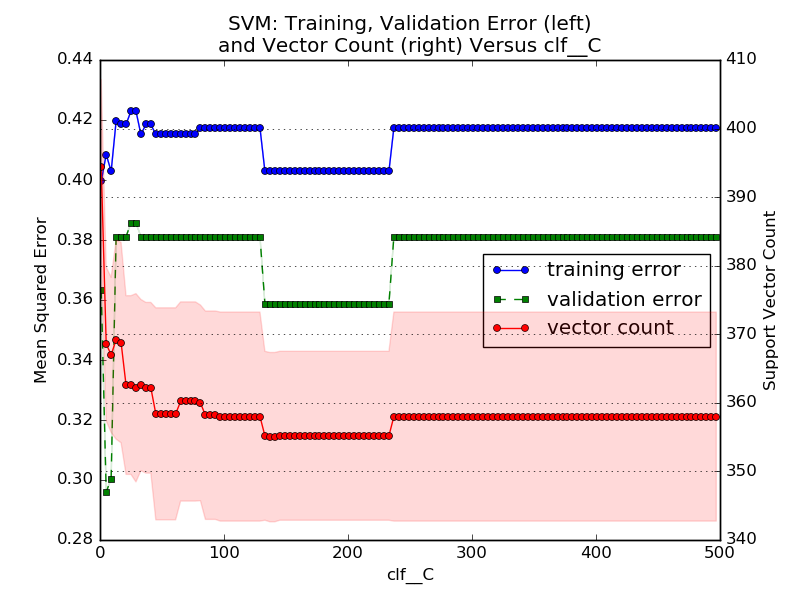 SVM: Training, Validation Error (left)
and Vector Count (right) Versus clf__C
0.44
0.42
0.40
0.38
0.36
0.34
0.32
0.30
0.28
Mean Squared Error
410
400
390
380
370
360
350
340
Support Vector Count
training error
validation error
vector count
0
100
200
300
400
500
clf__C